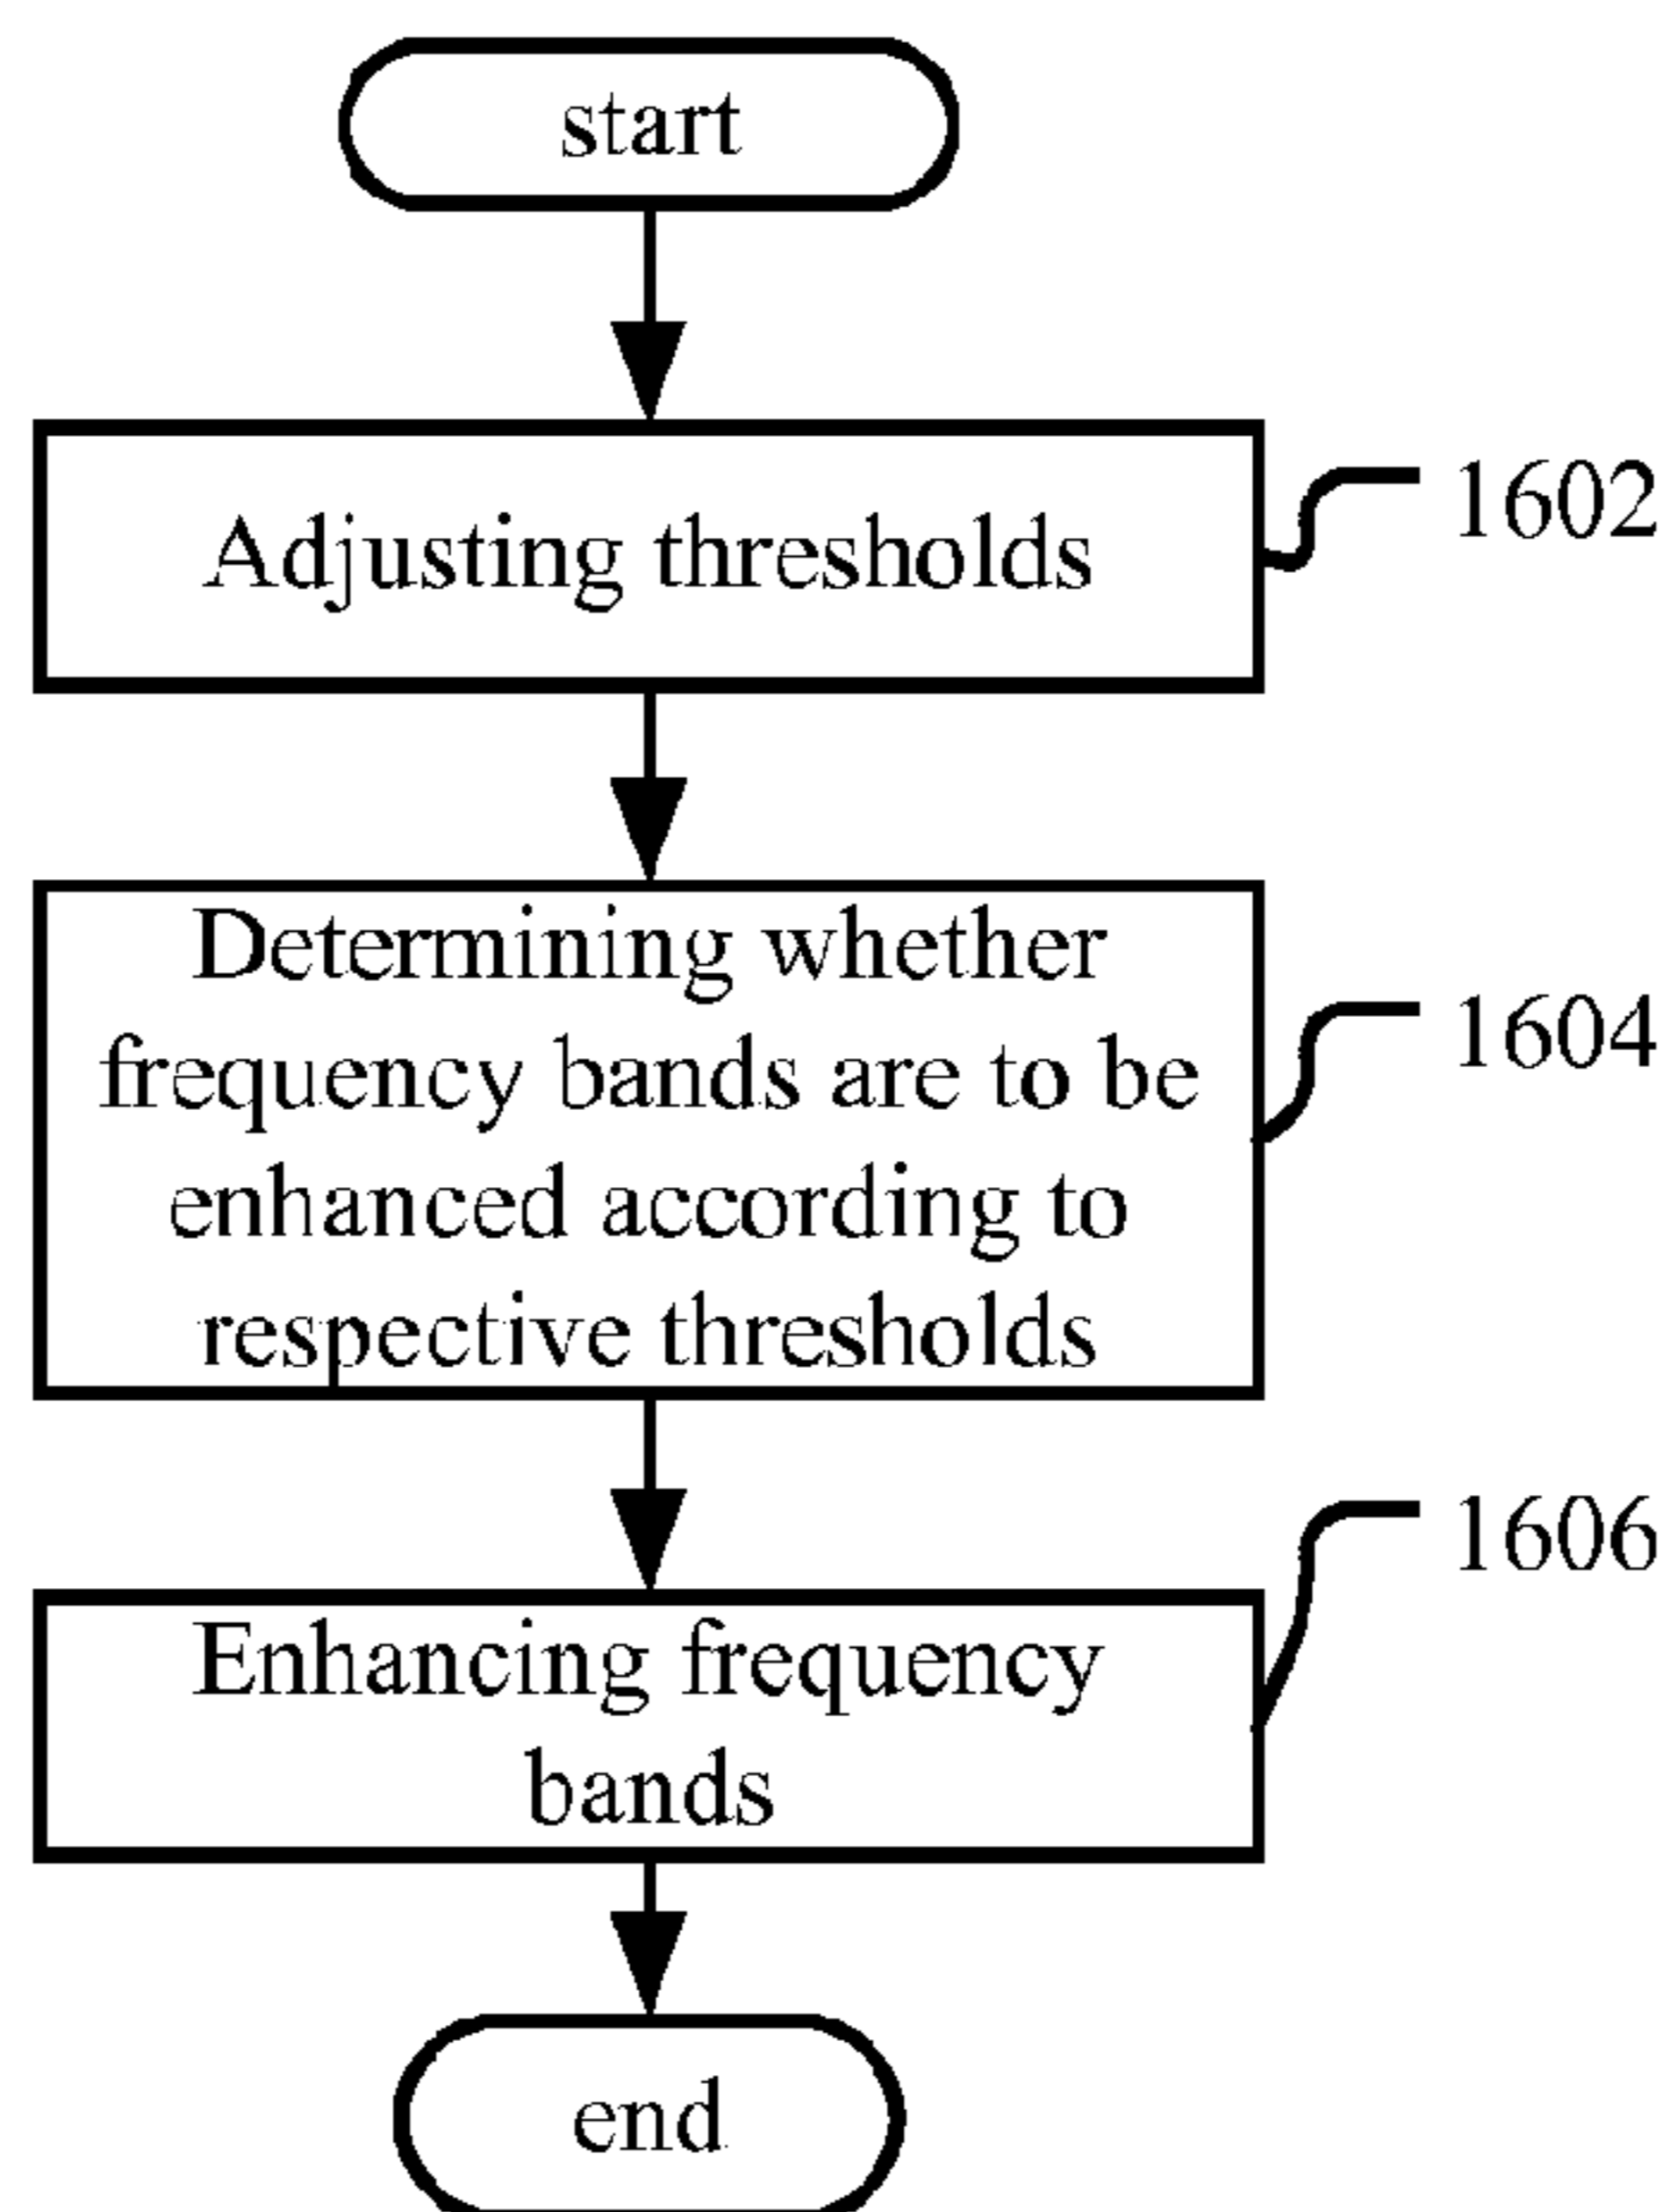 start
Adjusting thresholds
1602
Determining whether
frequency bands are to be
enhanced according to
respective thresholds
1604
Enhancing frequency
bands
1606
end